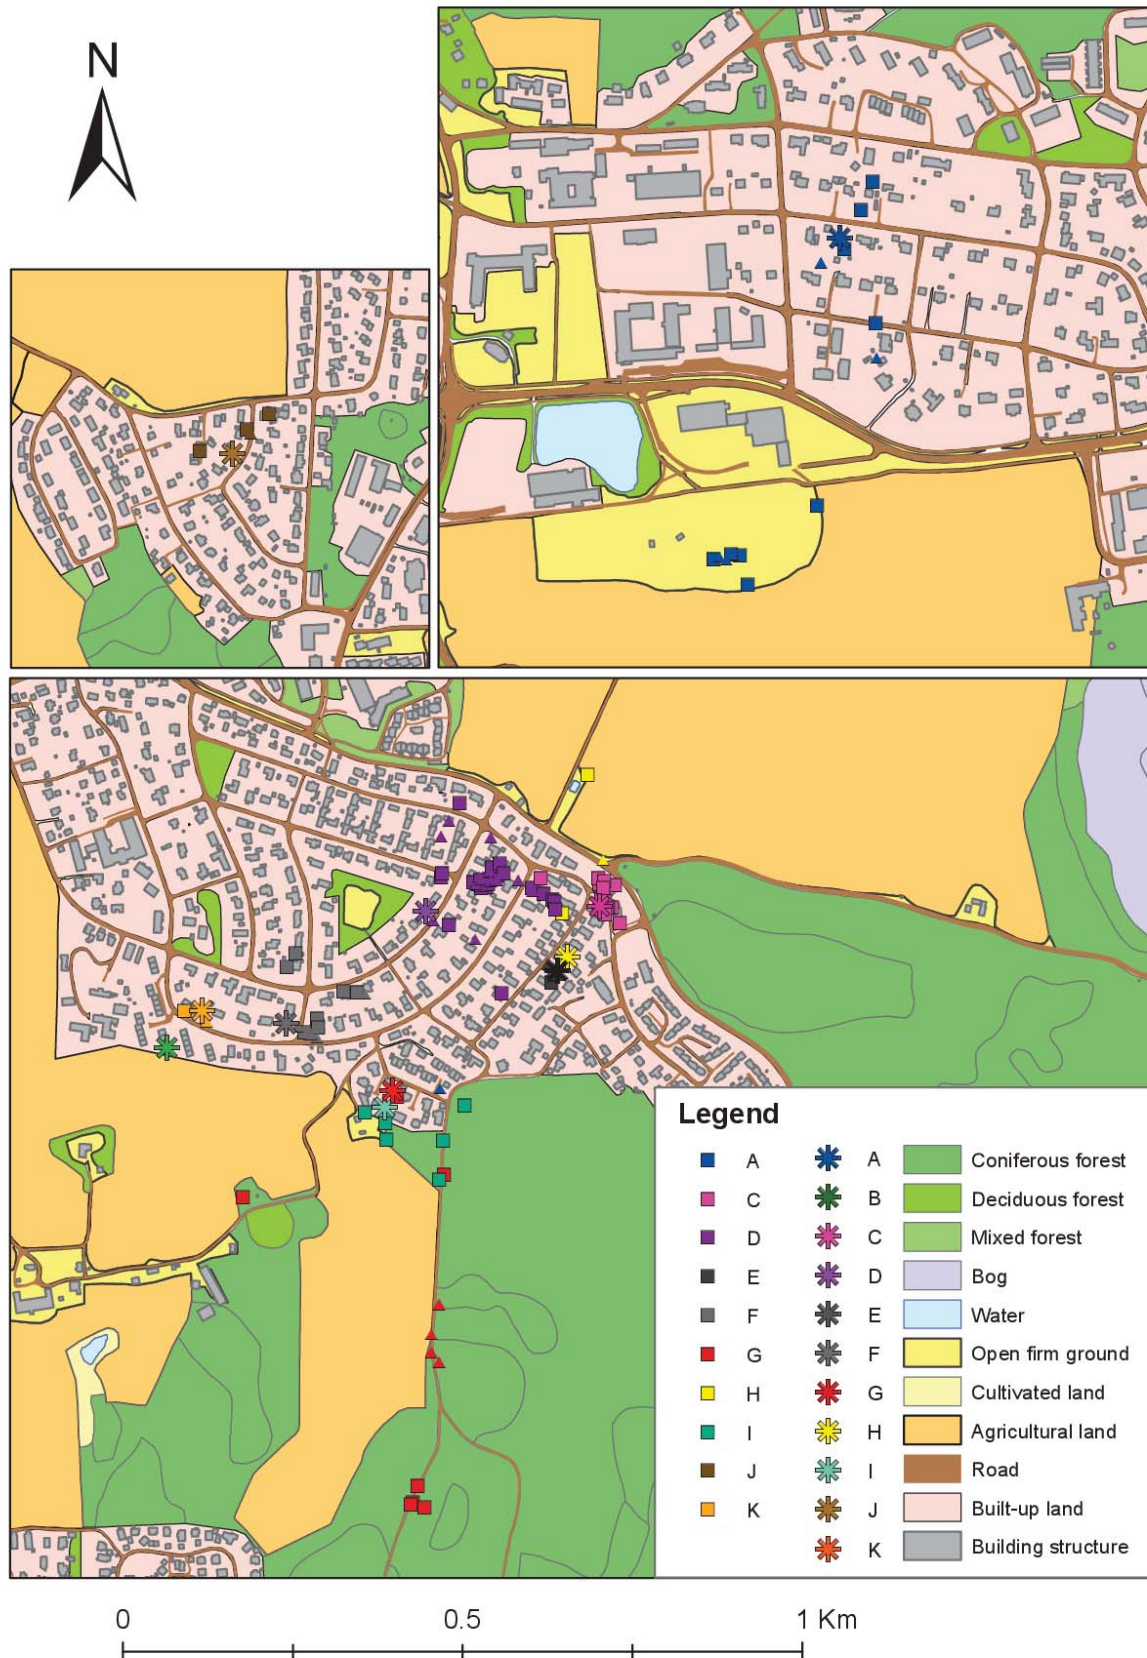 N
Legend
A A Coniferous forest
C B Deciduous forest
D C Mixed forest
E D Bog
F E Water
G F Open firm ground
H G Cultivated land
I H Agricultural land
J I Road
K J Built-up land
K Building structure
0 0.5 1 Km